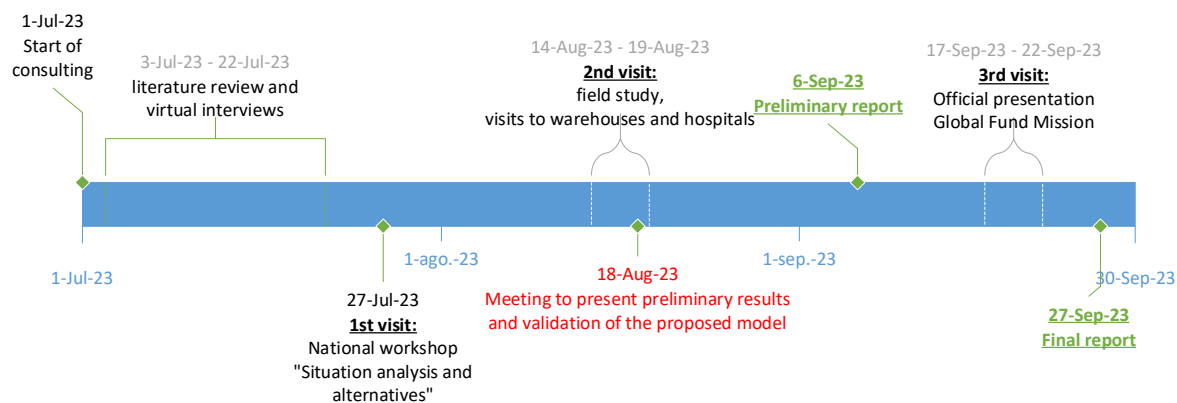 1-Jul-23
Start of
consulting
3-Jul-23 - 22-Jul-23
literature review and
virtual interviews
14-Aug-23 - 19-Aug-23
2nd visit:
field study,
visits to warehouses and hospitals
6-Sep-23
Preliminary report
17-Sep-23 - 22-Sep-23
3rd visit:
Official presentation
Global Fund Mission
1-Jul-23
1-ago.-23
1-sep.-23
30-Sep-23
27-Jul-23
1st visit:
National workshop
"Situation analysis and
alternatives"
18-Aug-23
Meeting to present preliminary results
and validation of the proposed model
27-Sep-23
Final report